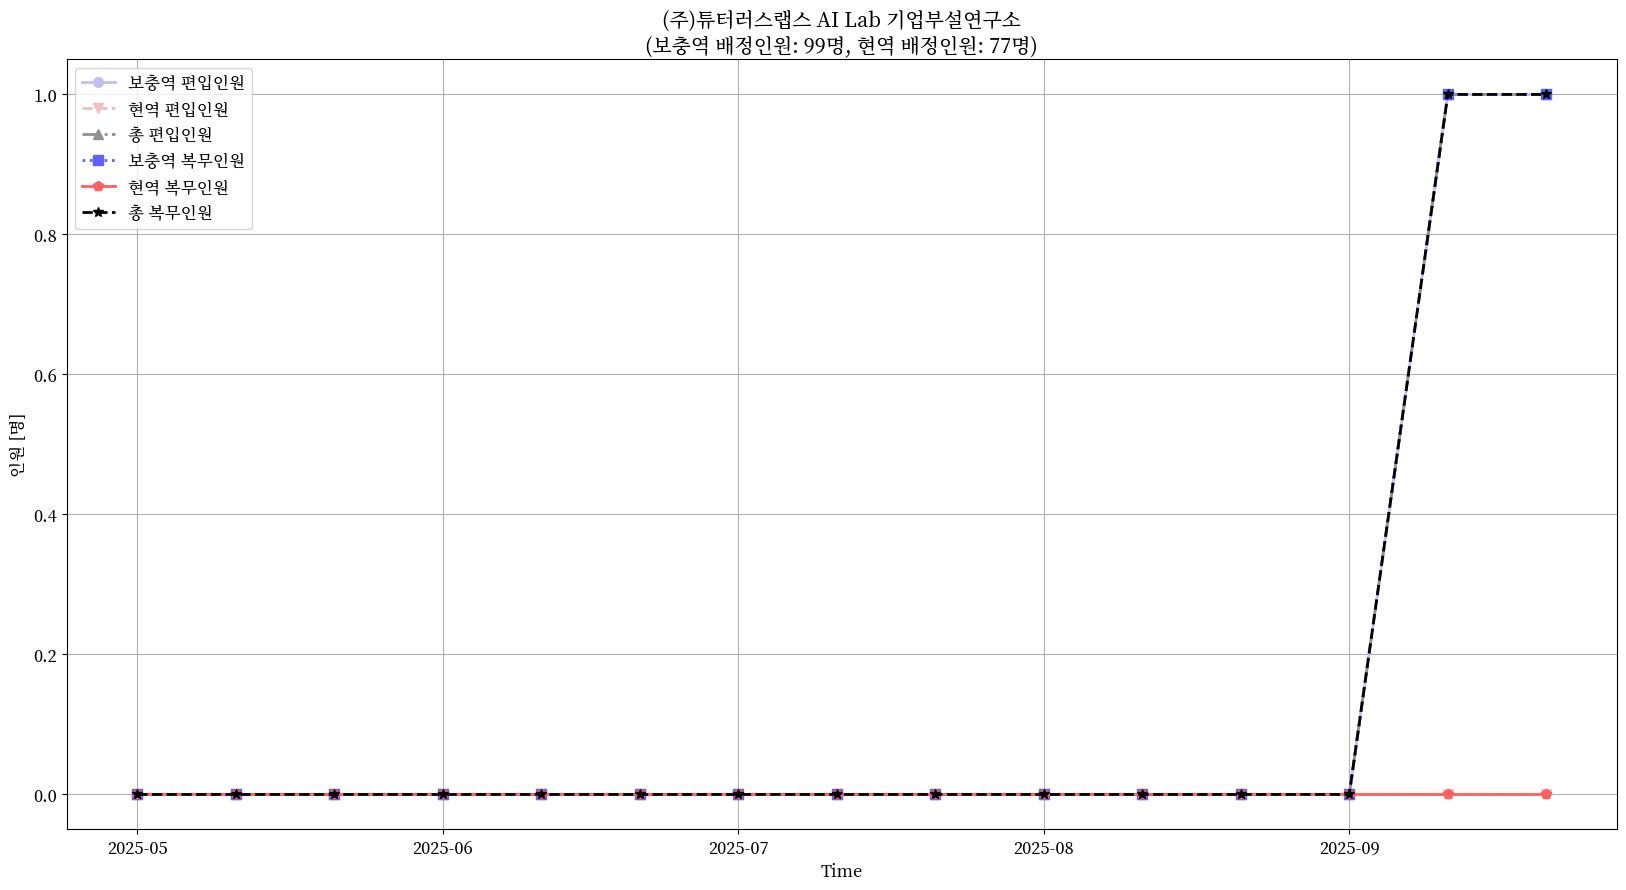 (주)튜터러스랩스 AI Lab 기업부설연구소
(보충역 배정인원: 99명, 현역 배정인원: 77명)
보충역 편입인원
현역 편입인원
총 편입인원
보충역 복무인원
현역 복무인원
총 복무인원
1.0
0.8
0.6
0.4
0.2
0.0
인원 [명]
2025-05
2025-06
2025-07
2025-08
2025-09
Time